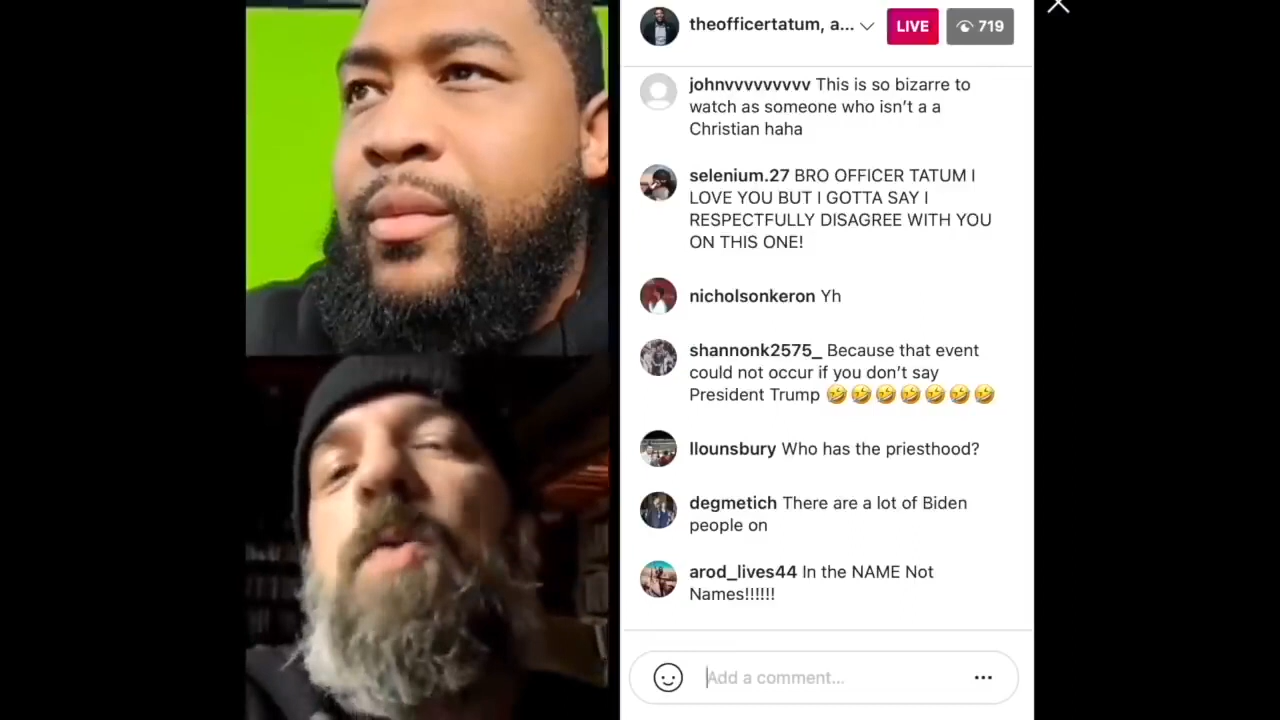 theofficertatum, a...
LIVE
719
johnvvvvvvvvv This is so bizarre to
watch as someone who isn't a a
Christian haha
selenium.27 BRO OFFICER TATUM I
LOVE YOU BUT I GOTTA SAY I
RESPECTFULLY DISAGREE WITH YOU
ON THIS ONE!
nicholsonkeron Yh
shannonk2575_ Because that event
could not occur if you don't say
President Trump 🤣🤣🤣🤣🤣🤣🤣
llounsbury Who has the priesthood?
degmetich There are a lot of Biden
people on
arod_lives44 In the NAME Not
Names!!!!!!
Add a comment...